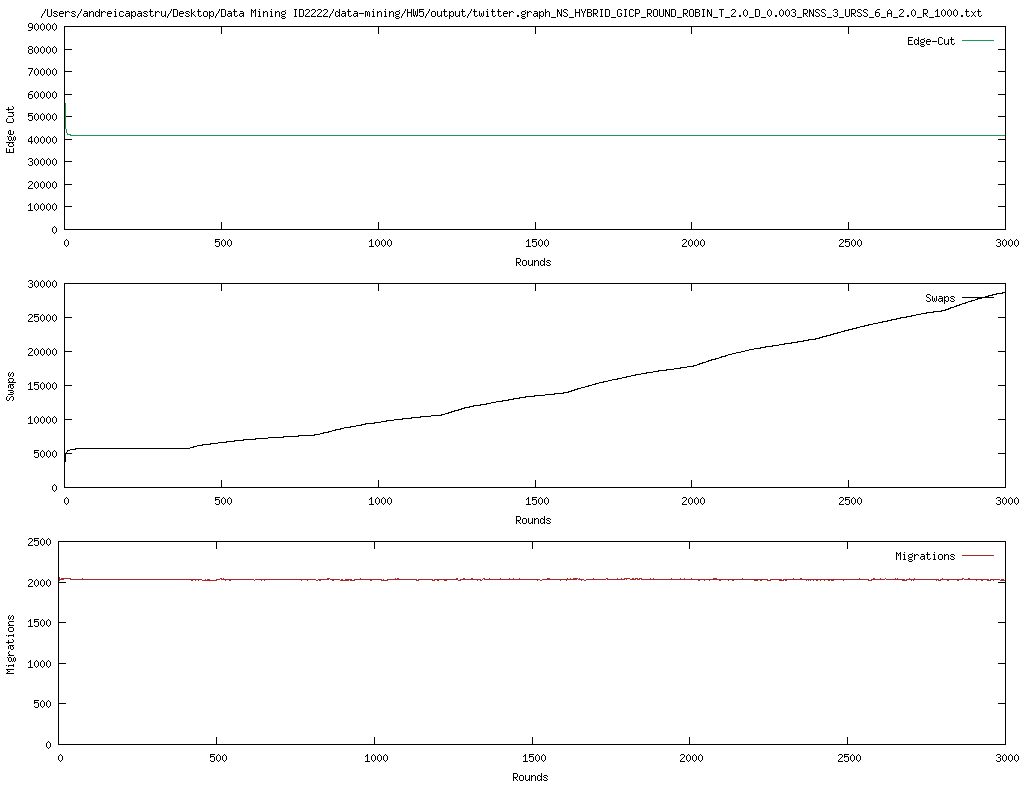 /Users/andreicapastru/Desktop/Data Mining ID2222/data-mining/HW5/output/twitter.graph_NS_HYBRID_GICP_ROUND_ROBIN_T_2.0_D_0.003_RNSS_3_URSS_6_A_2.0_R_1000.txt
90000
80000
70000
60000
50000
40000
30000
20000
10000
0
Edge Cut
Edge-Cut
0 500 1000 1500 2000 2500 3000
Rounds
30000
25000
20000
15000
10000
5000
0
Swaps
Swaps
0 500 1000 1500 2000 2500 3000
Rounds
2500
2000
1500
1000
500
0
Migrations
Migrations
0 500 1000 1500 2000 2500 3000
Rounds